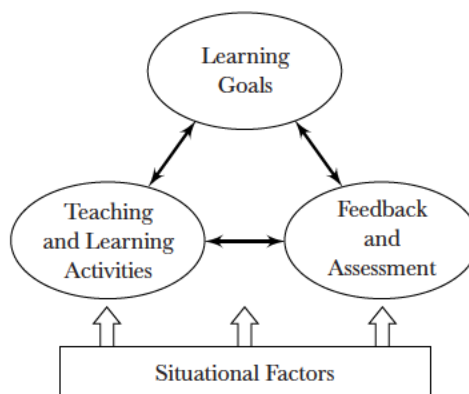 Learning
Goals
Teaching
and Learning
Activities
Feedback
and
Assessment
Situational Factors